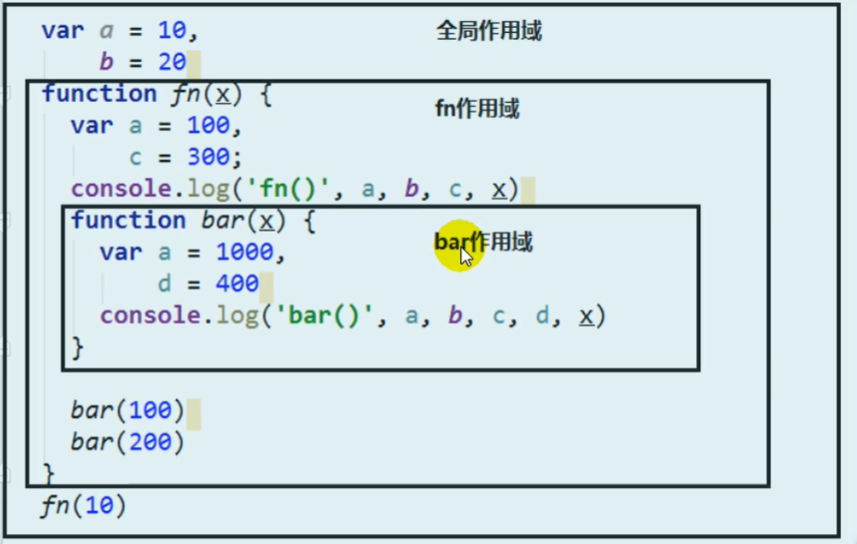 var a = 10, 全局作用域
b = 20
function fn(x) {
fn作用域
var a = 100,
c = 300;
console.log('fn()', a, b, c, x)
function bar(x) {
bar作用域
var a = 1000,
d = 400
console.log('bar()', a, b, c, d, x)
}
bar(100)
bar(200)
}
fn(10)